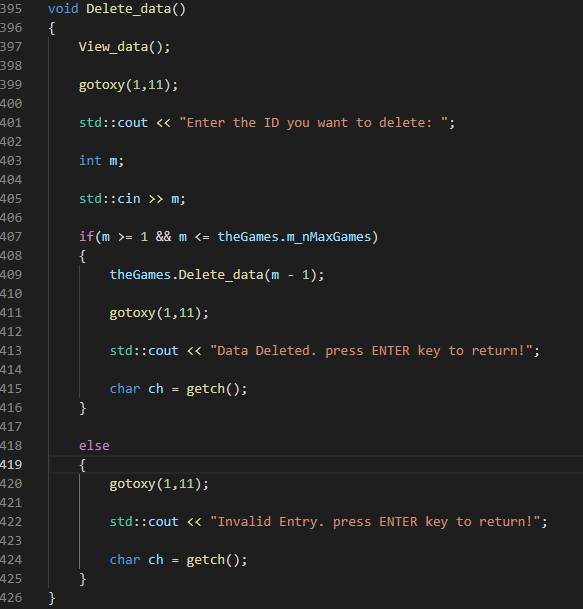 395 void Delete_data()
396 {
397     View_data();
398
399     gotoxy(1,11);
400
401     std::cout << "Enter the ID you want to delete: ";
402
403     int m;
404
405     std::cin >> m;
406
407     if(m >= 1 && m <= theGames.m_nMaxGames)
408     {
409         theGames.Delete_data(m - 1);
410
411         gotoxy(1,11);
412
413         std::cout << "Data Deleted. press ENTER key to return!";
414
415         char ch = getch();
416     }
417
418     else
419     {
420         gotoxy(1,11);
421
422         std::cout << "Invalid Entry. press ENTER key to return!";
423
424         char ch = getch();
425     }
426 }